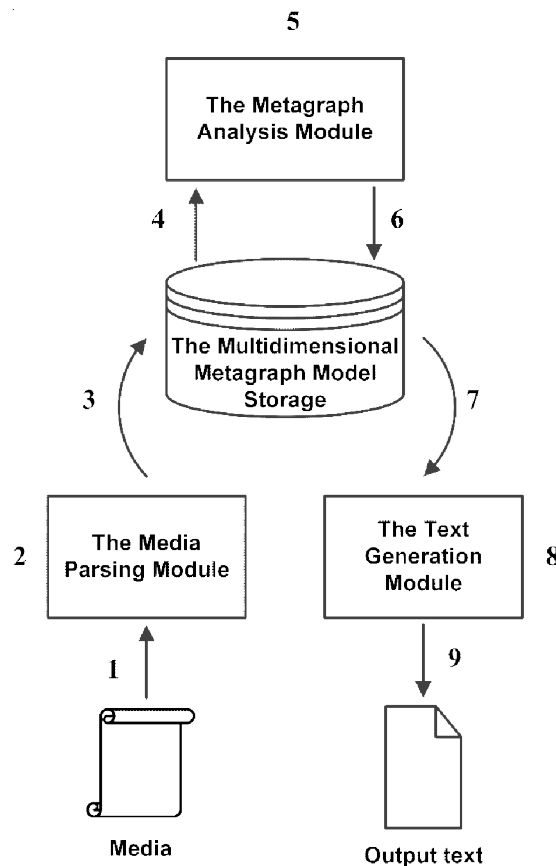 5
The Metagraph
Analysis Module
4
6
The Multidimensional
Metagraph Model
Storage
3
7
2
The Media
Parsing Module
The Text
Generation
Module
8
1
9
Media
Output text